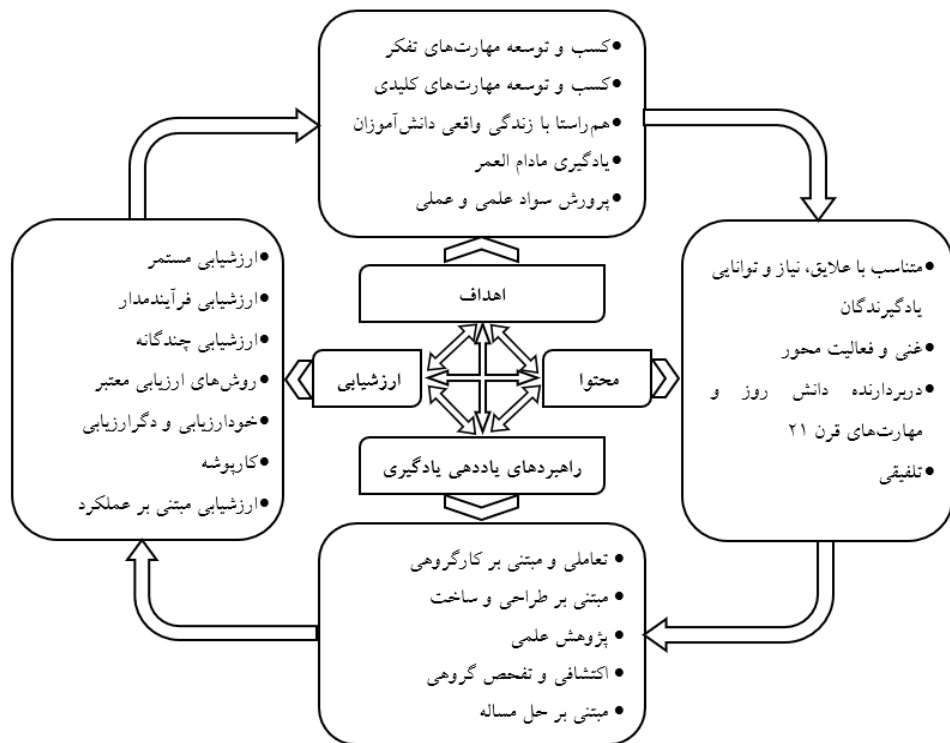 • کسب و توسعه مهارت‌های تفکر
• کسب و توسعه مهارت‌های کلیدی
• هم‌راستا با زندگی واقعی دانش‌آموزان
• یادگیری مادام العمر
• پرورش سواد علمی و عملی
اهداف
• متناسب با علایق، نیاز و توانایی
یادگیرندگان
• غنی و فعالیت محور
• دربردارنده دانش روز و
مهارت‌های قرن ۲۱
• تلفیقی
محتوا
ارزشیابی
• ارزشیابی مستمر
• ارزشیابی فرآیندمدار
• ارزشیابی چندگانه
• روش‌های ارزیابی معتبر
• خودارزیابی و دگرارزیابی
• کارپوشه
• ارزشیابی مبتنی بر عملکرد
راهبردهای یاددهی یادگیری
• تعاملی و مبتنی بر کارگروهی
• مبتنی بر طراحی و ساخت
• پژوهش علمی
• اکتشافی و تفحص گروهی
• مبتنی بر حل مساله